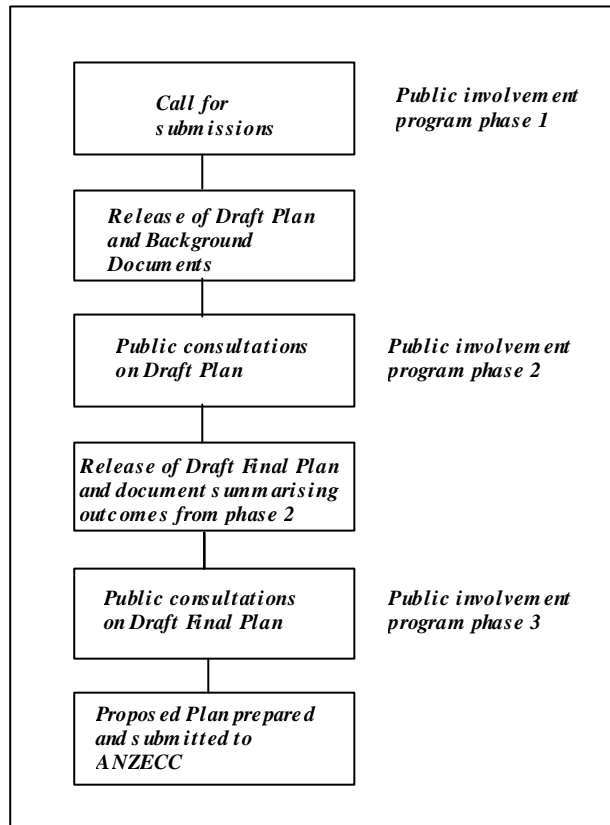 Call for
submissions
Public involvement
program phase 1
Release of Draft Plan
and Background
Documents
Public consultations
on Draft Plan
Public involvement
program phase 2
Release of Draft Final Plan
and document summarising
outcomes from phase 2
Public consultations
on Draft Final Plan
Public involvement
program phase 3
Proposed Plan prepared
and submitted to
ANZECC